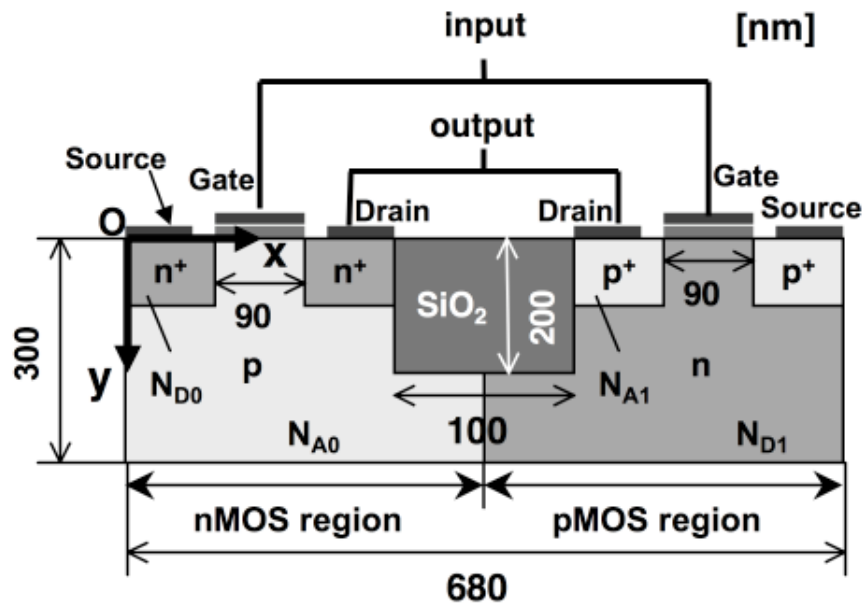 input [nm]
output
Source
Gate
Gate
O
Drain
Drain
Source
x
n+
n+
p+
p+
90
SiO2
200
90
300
y
p
n
ND0
NA1
NA0
100
ND1
nMOS region
pMOS region
680